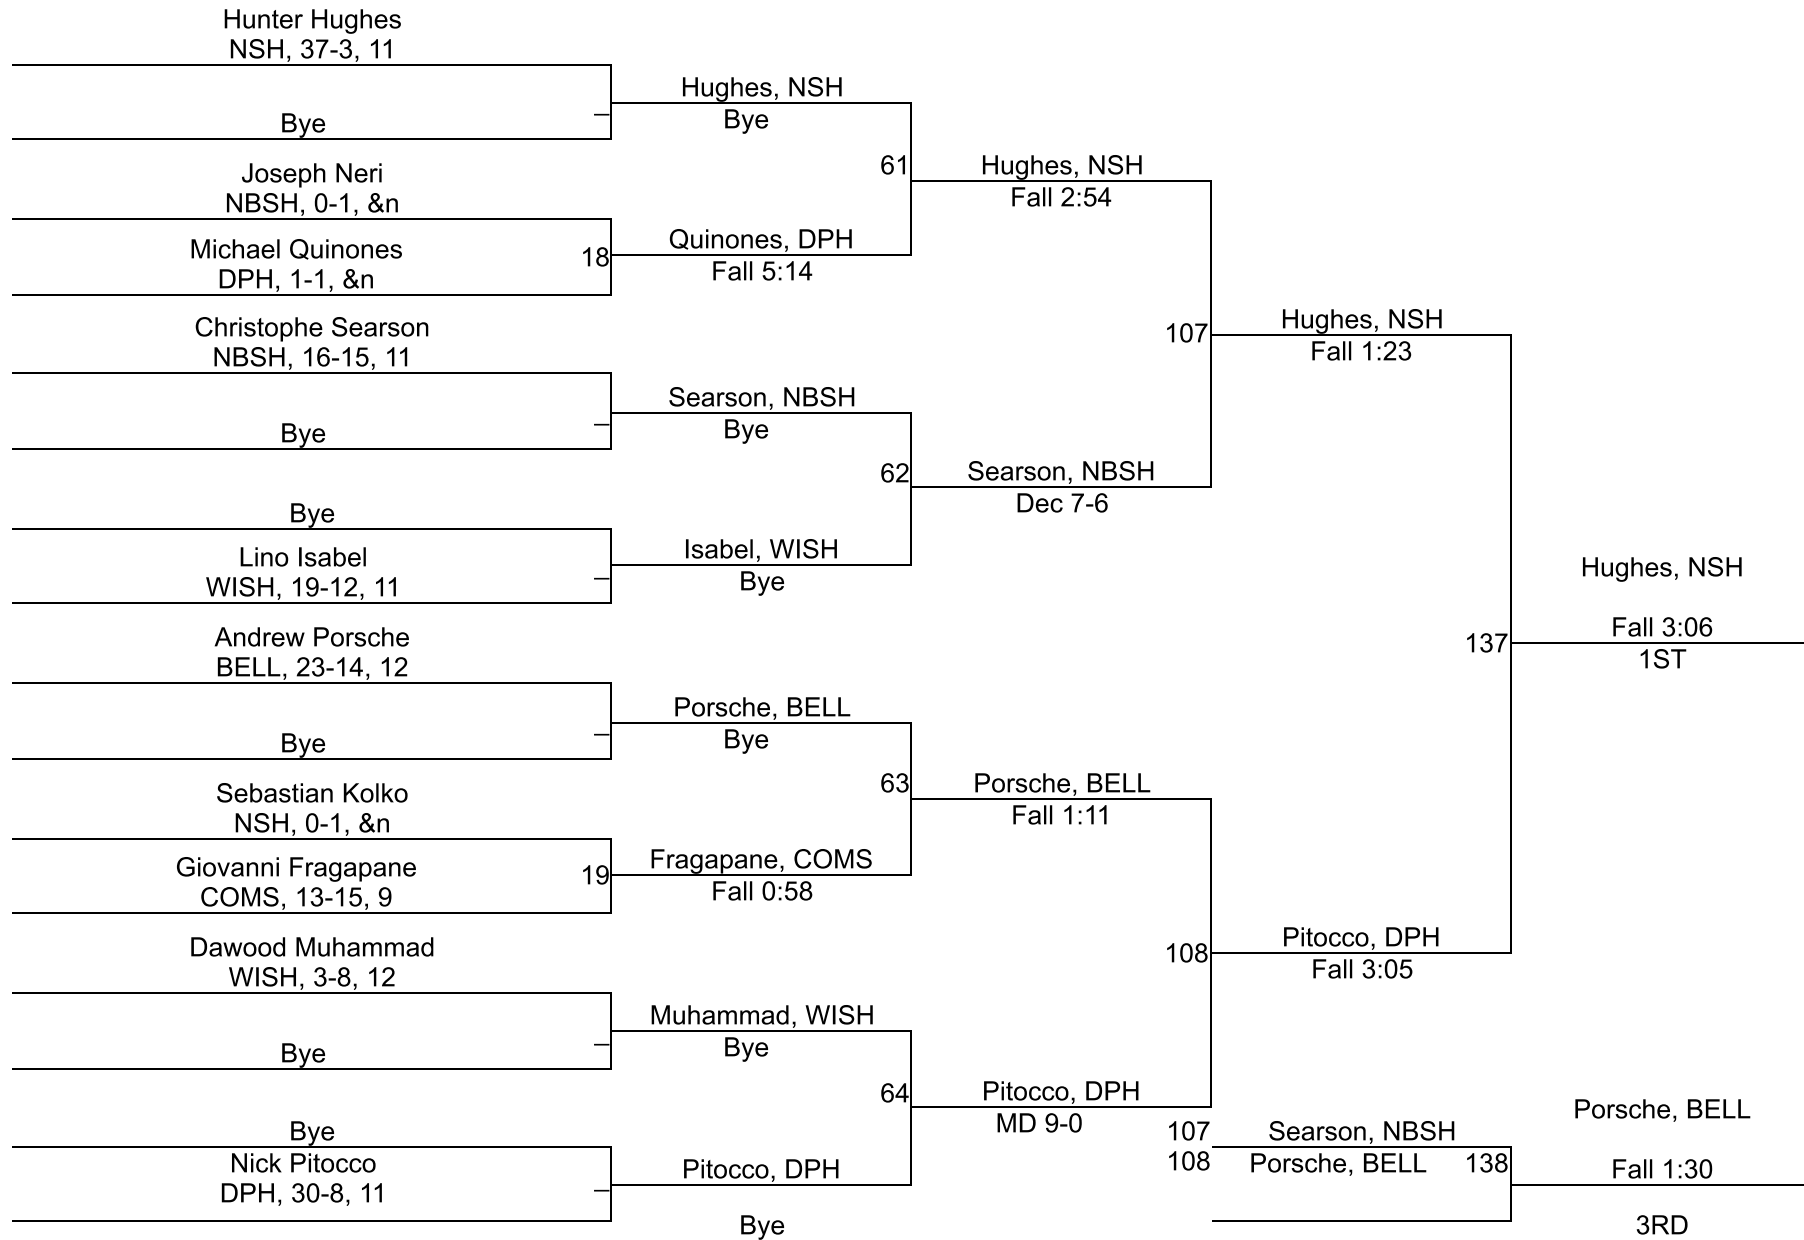 Hunter Hughes
NSH, 37-3, 11
Bye
Joseph Neri
NBSH, 0-1, &n
Michael Quinones
DPH, 1-1, &n
Christophe Searson
NBSH, 16-15, 11
Bye
Bye
Lino Isabel
WISH, 19-12, 11
Andrew Porsche
BELL, 23-14, 12
Bye
Sebastian Kolko
NSH, 0-1, &n
Giovanni Fragapane
COMS, 13-15, 9
Dawood Muhammad
WISH, 3-8, 12
Bye
Bye
Nick Pitocco
DPH, 30-8, 11
–
18
–
–
–
19
–
–
Hughes, NSH
Bye
Quinones, DPH
Fall 5:14
Searson, NBSH
Bye
Isabel, WISH
Bye
Porsche, BELL
Bye
Fragapane, COMS
Fall 0:58
Muhammad, WISH
Bye
Pitocco, DPH
Bye
61
62
63
64
Hughes, NSH
Fall 2:54
Searson, NBSH
Dec 7-6
Porsche, BELL
Fall 1:11
Pitocco, DPH
MD 9-0
107
108
Hughes, NSH
Fall 1:23
Pitocco, DPH
Fall 3:05
137
Hughes, NSH
Fall 3:06
1ST
107
Searson, NBSH
108
Porsche, BELL
138
Porsche, BELL
Fall 1:30
3RD